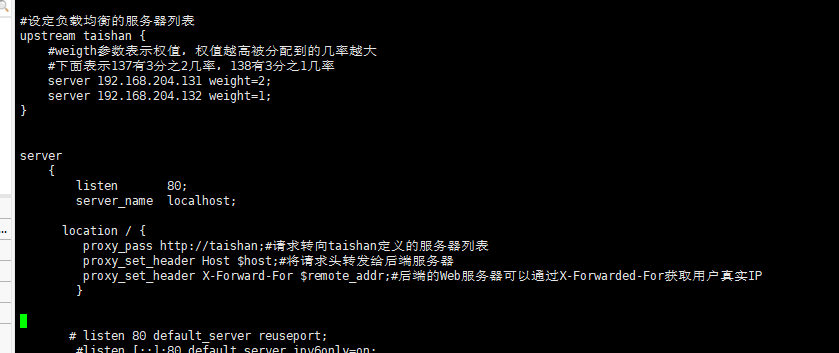 #设定负载均衡的服务器列表
upstream taishan {
#weigth参数表示权值，权值越高被分配到的几率越大
#下面表示137有3分之2几率，138有3分之1几率
server 192.168.204.131 weight=2;
server 192.168.204.132 weight=1;
}
server
{
listen 80;
server_name localhost;
location / {
proxy_pass http://taishan;#请求转向taishan定义的服务器列表
proxy_set_header Host $host;#将请求头转发给后端服务器
proxy_set_header X-Forward-For $remote_addr;#后端的Web服务器可以通过X-Forwarded-For获取用户真实IP
}
# listen 80 default_server reuseport;
#listen [::]:80 default_server ipv6only=on;